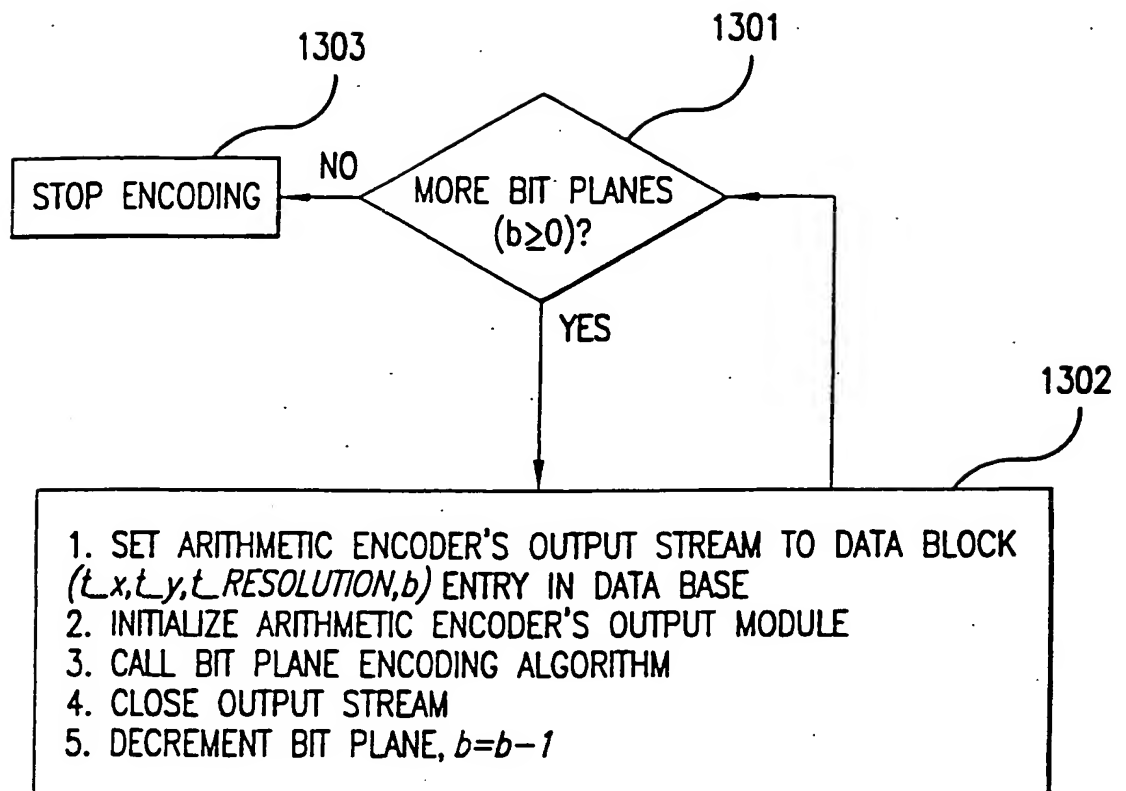 1301
1303
NO
STOP ENCODING
MORE BIT PLANES
(b≥0)?
YES
1302
1. SET ARITHMETIC ENCODER'S OUTPUT STREAM TO DATA BLOCK
(t_x,t_y,t_RESOLUTION,b) ENTRY IN DATA BASE
2. INITIALIZE ARITHMETIC ENCODER'S OUTPUT MODULE
3. CALL BIT PLANE ENCODING ALGORITHM
4. CLOSE OUTPUT STREAM
5. DECREMENT BIT PLANE, b=b-1